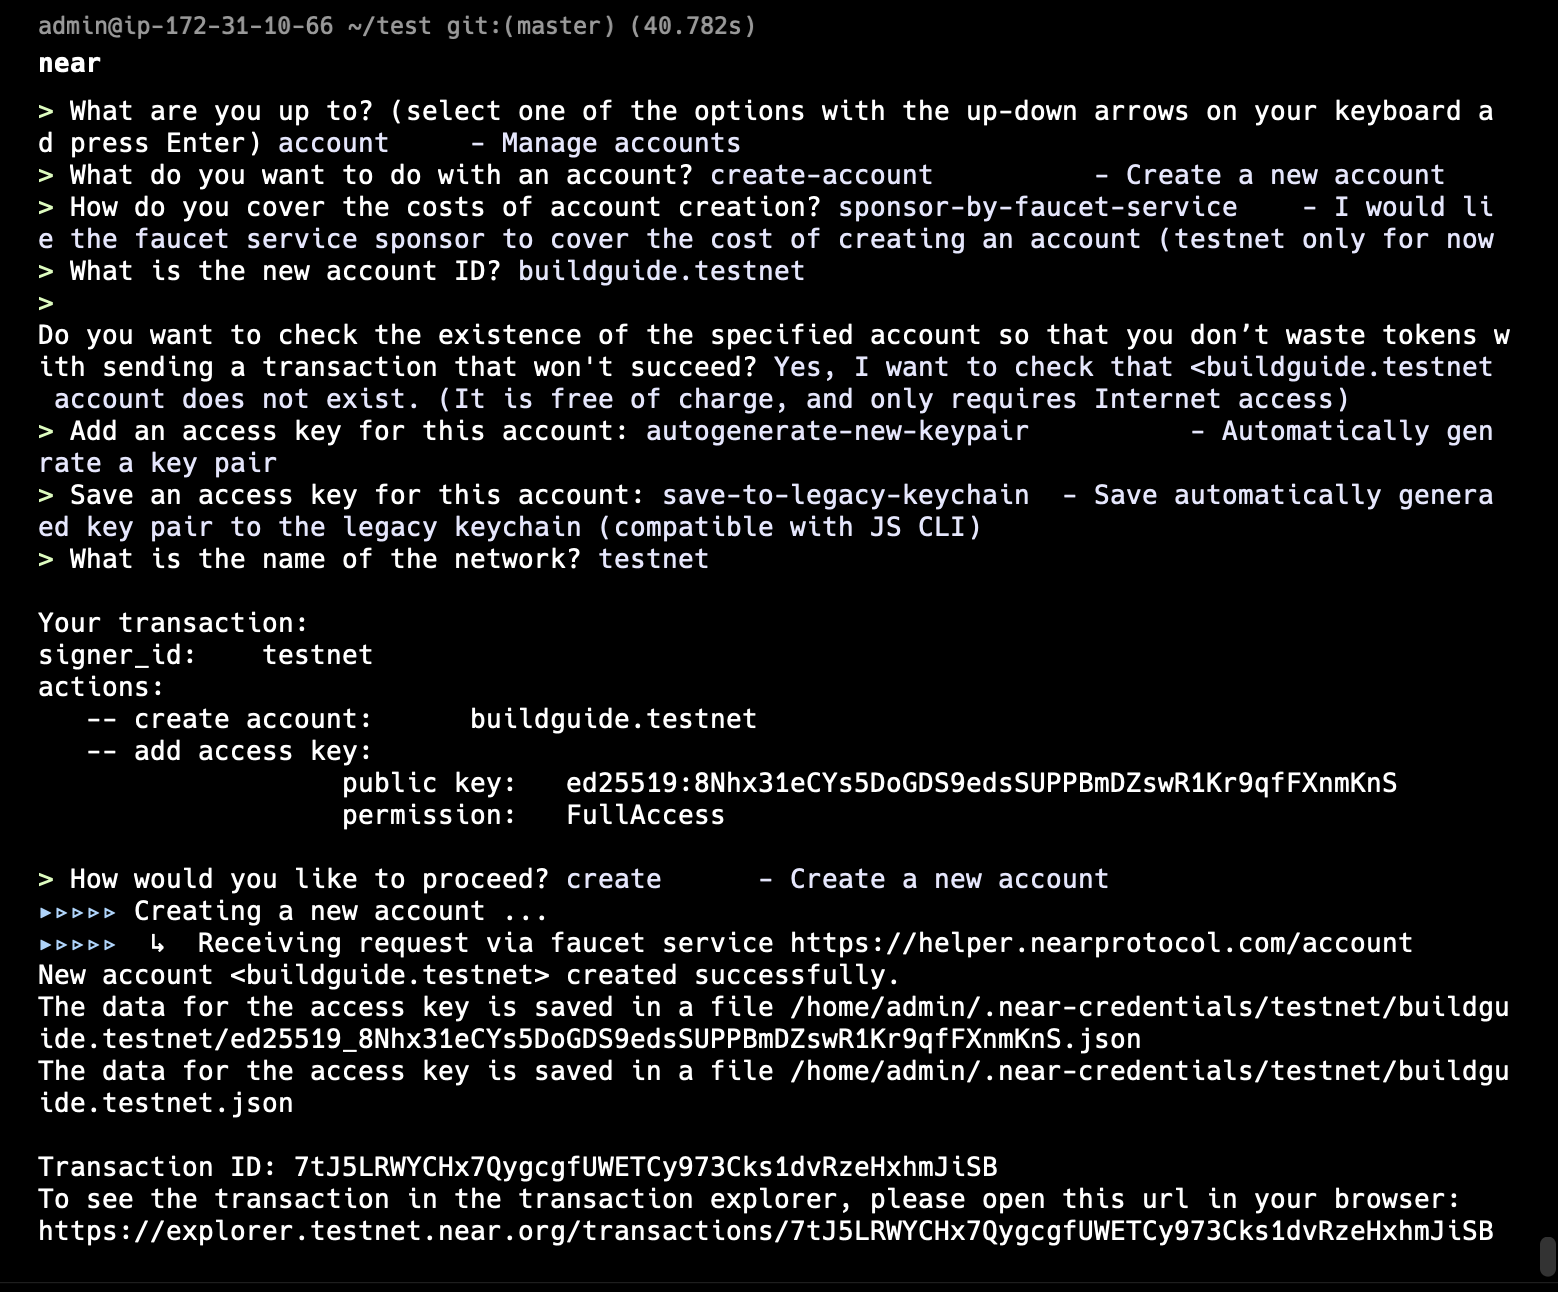 admin@ip-172-31-10-66 ~/test git:(master) (40.782s)
near
> What are you up to? (select one of the options with the up-down arrows on your keyboard a
d press Enter) account     - Manage accounts
> What do you want to do with an account? create-account          - Create a new account
> How do you cover the costs of account creation? sponsor-by-faucet-service    - I would li
e the faucet service sponsor to cover the cost of creating an account (testnet only for now
> What is the new account ID? buildguide.testnet
>
Do you want to check the existence of the specified account so that you don’t waste tokens w
ith sending a transaction that won't succeed? Yes, I want to check that <buildguide.testnet
 account does not exist. (It is free of charge, and only requires Internet access)
> Add an access key for this account: autogenerate-new-keypair          - Automatically gen
rate a key pair
> Save an access key for this account: save-to-legacy-keychain  - Save automatically genera
ed key pair to the legacy keychain (compatible with JS CLI)
> What is the name of the network? testnet

Your transaction:
signer_id:    testnet
actions:
   -- create account:      buildguide.testnet
   -- add access key:
                   public key:   ed25519:8Nhx31eCYs5DoGDS9edsSUPPBmDZswR1Kr9qfFXnmKnS
                   permission:   FullAccess

> How would you like to proceed? create      - Create a new account
▸▹▹▹▹ Creating a new account ...
▸▹▹▹▹  ↳  Receiving request via faucet service https://helper.nearprotocol.com/account
New account <buildguide.testnet> created successfully.
The data for the access key is saved in a file /home/admin/.near-credentials/testnet/buildgu
ide.testnet/ed25519_8Nhx31eCYs5DoGDS9edsSUPPBmDZswR1Kr9qfFXnmKnS.json
The data for the access key is saved in a file /home/admin/.near-credentials/testnet/buildgu
ide.testnet.json

Transaction ID: 7tJ5LRWYCHx7QygcgfUWETCy973Cks1dvRzeHxhmJiSB
To see the transaction in the transaction explorer, please open this url in your browser:
https://explorer.testnet.near.org/transactions/7tJ5LRWYCHx7QygcgfUWETCy973Cks1dvRzeHxhmJiSB